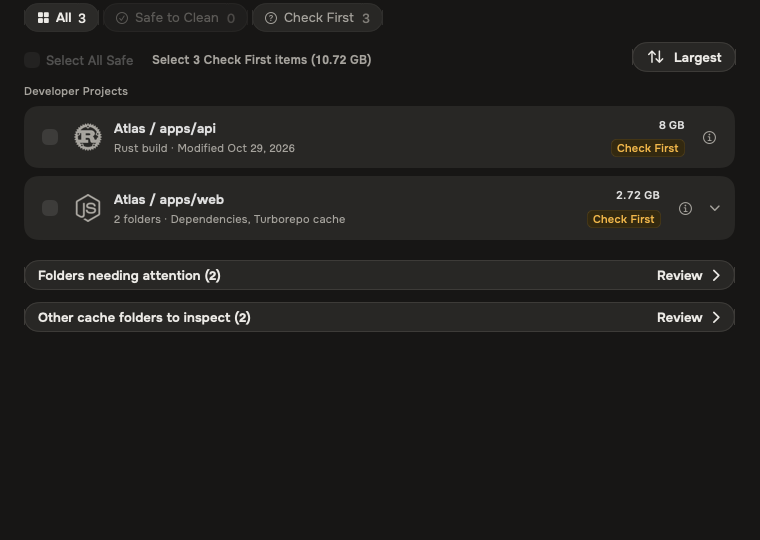 All 3
Safe to Clean 0
Check First 3
Select All Safe
Select 3 Check First items (10.72 GB)
Largest
Developer Projects
Atlas / apps/api
8 GB
Rust build · Modified Oct 29, 2026
Check First
Atlas / apps/web
2.72 GB
2 folders · Dependencies, Turborepo cache
Check First
Folders needing attention (2)
Review
Other cache folders to inspect (2)
Review